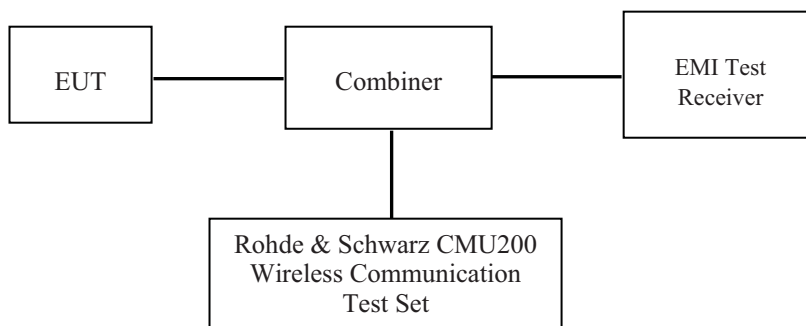 EUT
Combiner
EMI Test
Receiver
Rohde & Schwarz CMU200
Wireless Communication
Test Set